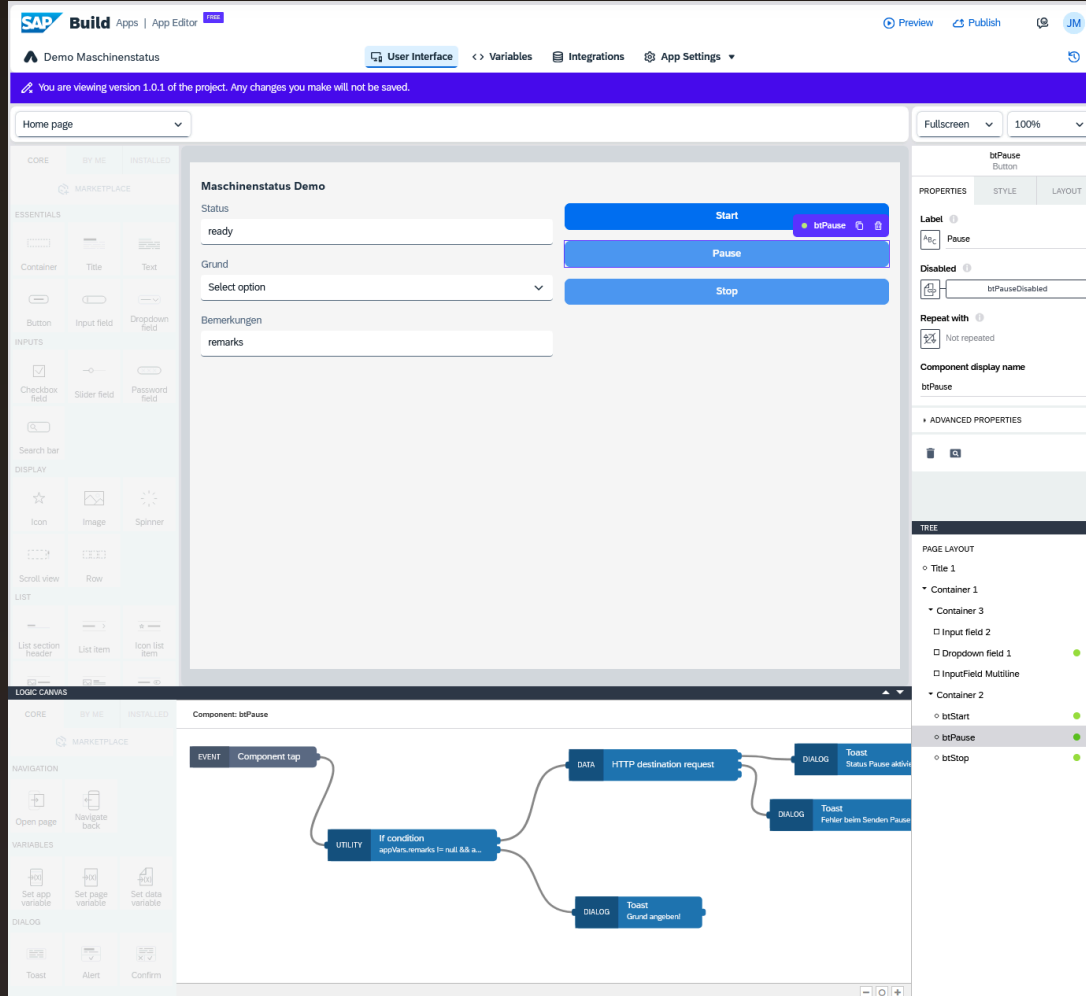 SAP Build Apps | App Editor FREE
Preview Publish JM
Demo Maschinenstatus
User Interface <> Variables Integrations App Settings
You are viewing version 1.0.1 of the project. Any changes you make will not be saved.
Home page
Fullscreen 100%
CORE BY ME INSTALLED
MARKETPLACE
ESSENTIALS
Container Title Text
Button Input field Dropdown field
INPUTS
Checkbox field Slider field Password field
Search bar
DISPLAY
Icon Image Spinner
Scroll view Row
LIST
List section header List item Icon list item
Maschinenstatus Demo
Status
ready
Grund
Select option
Bemerkungen
remarks
Start
btPause
Pause
Stop
btPause
Button
PROPERTIES STYLE LAYOUT
Label
ABC Pause
Disabled
btPauseDisabled
Repeat with
Not repeated
Component display name
btPause
ADVANCED PROPERTIES
TREE
PAGE LAYOUT
Title 1
Container 1
Container 3
Input field 2
Dropdown field 1
InputField Multiline
Container 2
btStart
btPause
btStop
LOGIC CANVAS
CORE BY ME INSTALLED
MARKETPLACE
NAVIGATION
Open page Navigate back
VARIABLES
Set app variable Set page variable Set data variable
DIALOG
Toast Alert Confirm
Component: btPause
EVENT Component tap
UTILITY If condition
appVars.remarks != null && a...
DATA HTTP destination request
DIALOG Toast
Status Pause aktivie
DIALOG Toast
Fehler beim Senden Pause
DIALOG Toast
Grund angeben!